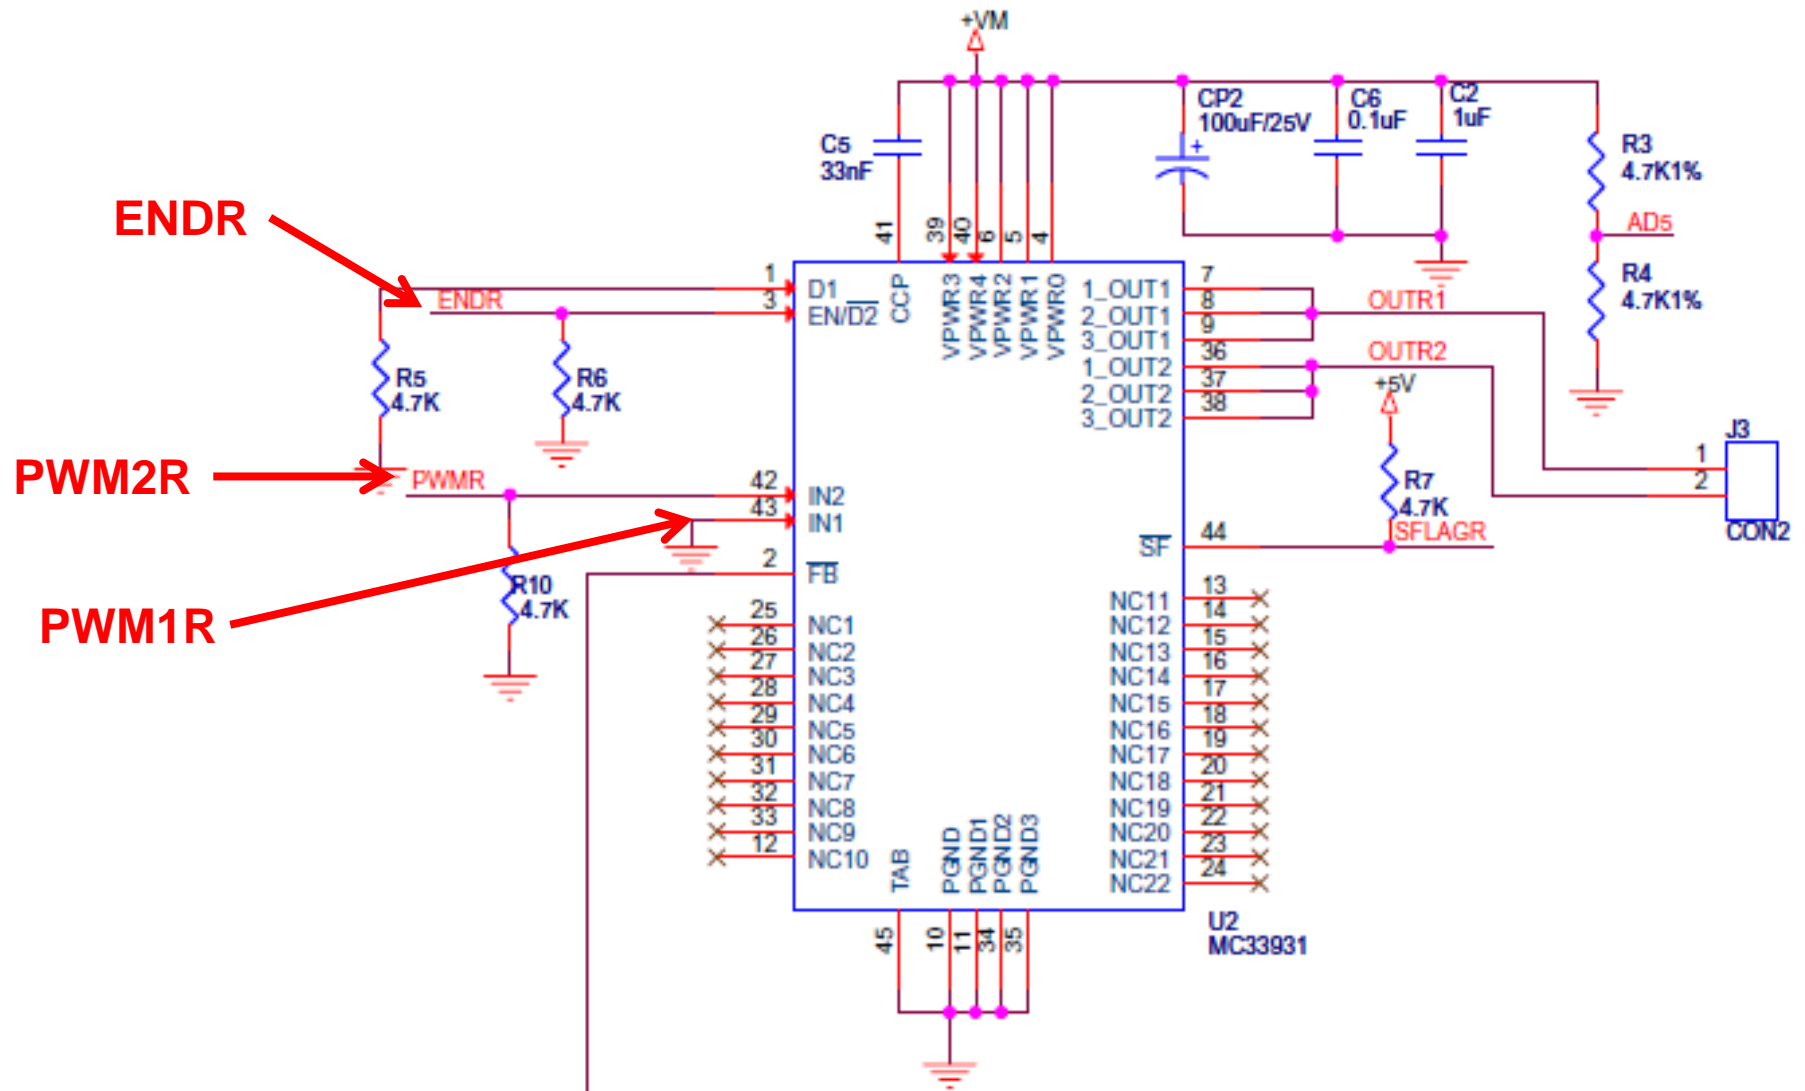 +VM
C5
33nF
CP2
100uF/25V
+
C6
0.1uF
C2
1uF
R3
4.7K1%
AD5
R4
4.7K1%
ENDR
ENDR
41
39
40
6
5
4
1
3
D1
EN/D2
CCP
VPWR3
VPWR4
VPWR2
VPWR1
VPWR0
1_OUT1
2_OUT1
3_OUT1
1_OUT2
2_OUT2
3_OUT2
7
8
9
36
37
38
OUTR1
OUTR2
+5V
R5
4.7K
R6
4.7K
J3
1
2
CON2
R7
4.7K
SFLAGR
PWM2R
PWMR
42
43
2
IN2
IN1
FB
SF
44
R10
4.7K
PWM1R
25
26
27
28
29
30
31
32
33
12
NC1
NC2
NC3
NC4
NC5
NC6
NC7
NC8
NC9
NC10
NC11
NC12
NC13
NC14
NC15
NC16
NC17
NC18
NC19
NC20
NC21
NC22
13
14
15
16
17
18
19
20
21
22
23
24
TAB
PGND
PGND1
PGND2
PGND3
45
10
11
34
35
U2
MC33931